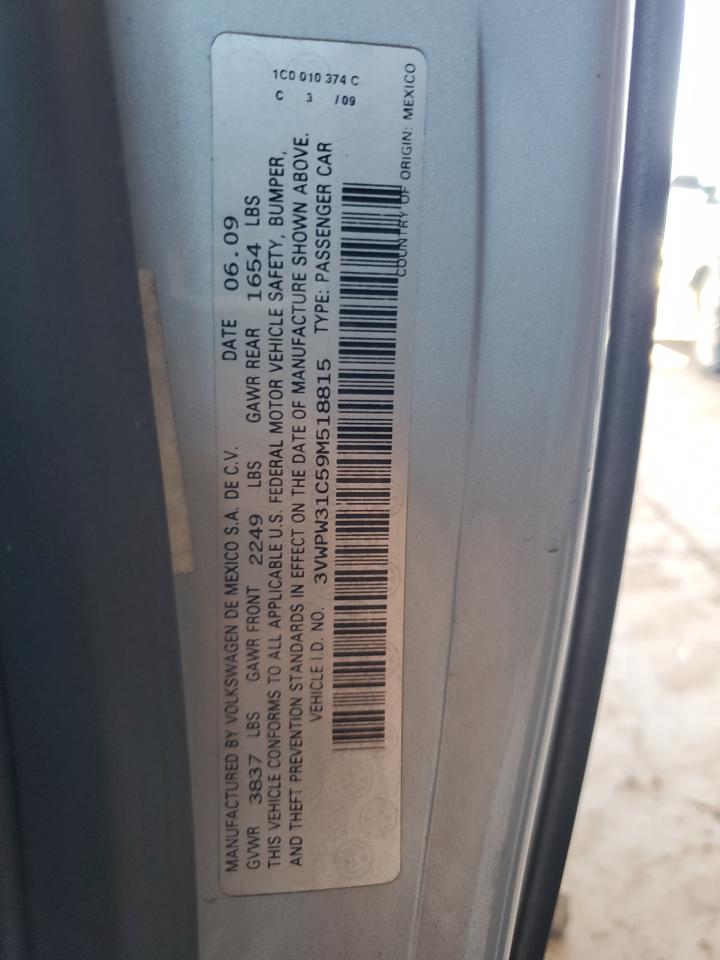 1C0 010 374 C
C 3 /09
MANUFACTURED BY VOLKSWAGEN DE MEXICO S.A. DE C.V. DATE 06.09
GVWR 3837 LBS GAWR FRONT 2249 LBS GAWR REAR 1654 LBS
THIS VEHICLE CONFORMS TO ALL APPLICABLE U.S. FEDERAL MOTOR VEHICLE SAFETY, BUMPER,
AND THEFT PREVENTION STANDARDS IN EFFECT ON THE DATE OF MANUFACTURE SHOWN ABOVE.
VEHICLE I.D. NO. 3VWPW31C59M518815 TYPE: PASSENGER CAR
COUNTRY OF ORIGIN: MEXICO